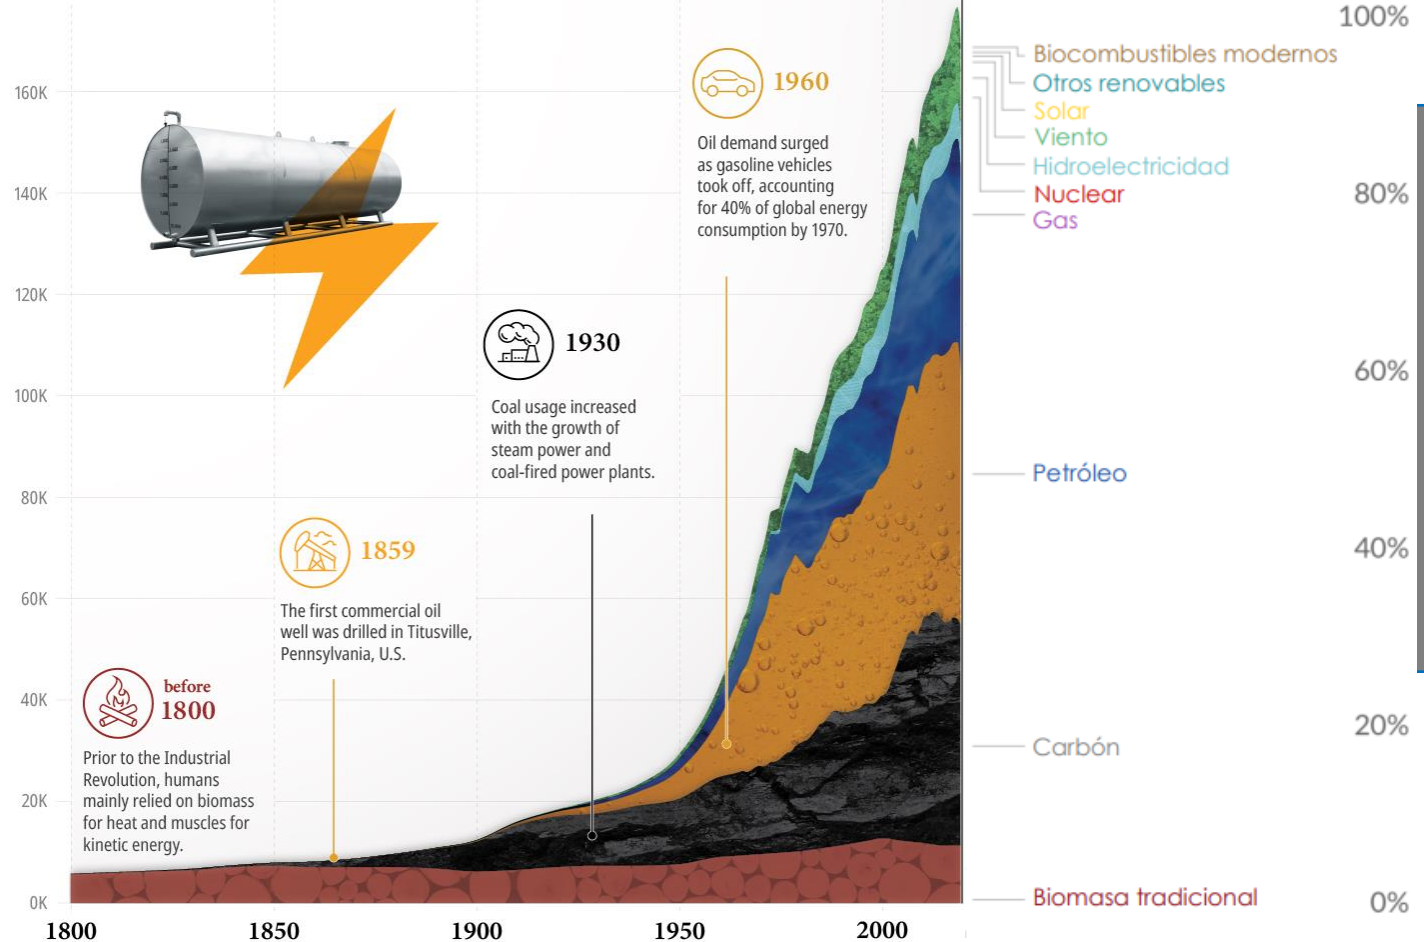 160K
140K
120K
100K
80K
60K
40K
20K
0K
1800
1850
1900
1950
2000
before
1800
Prior to the Industrial
Revolution, humans
mainly relied on biomass
for heat and muscles for
kinetic energy.
1859
The first commercial oil
well was drilled in Titusville,
Pennsylvania, U.S.
1930
Coal usage increased
with the growth of
steam power and
coal-fired power plants.
1960
Oil demand surged
as gasoline vehicles
took off, accounting
for 40% of global energy
consumption by 1970.
Biocombustibles modernos
Otros renovables
Solar
Viento
Hidroelectricidad
Nuclear
Gas
Petróleo
Carbón
Biomasa tradicional
100%
80%
60%
40%
20%
0%